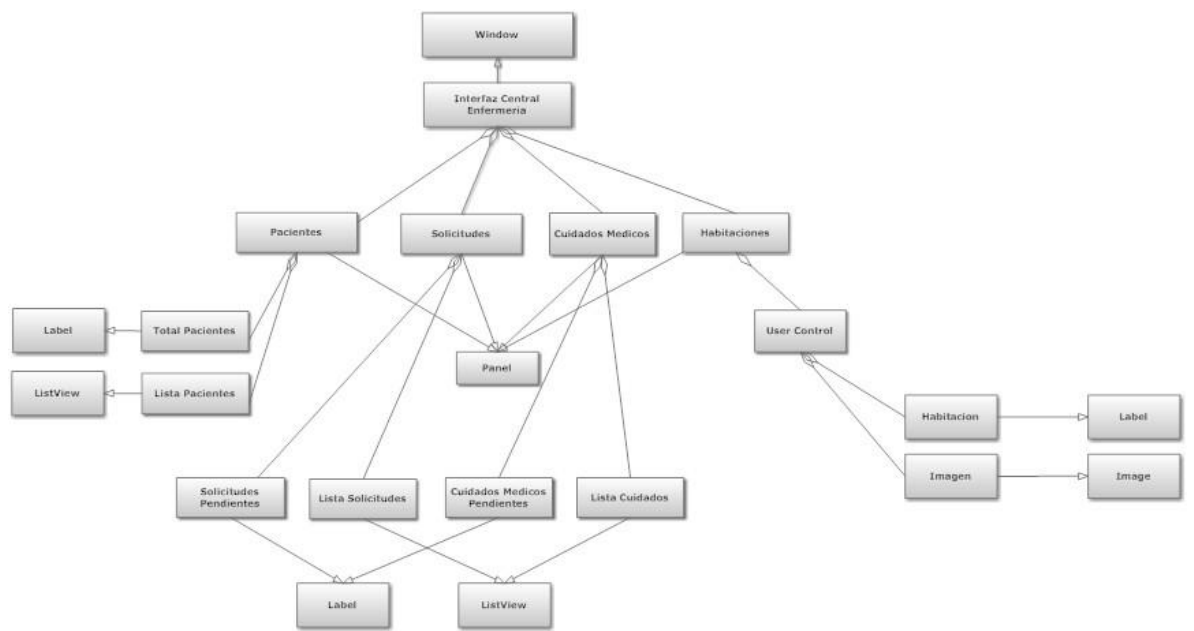 Window
Interfaz Central
Enfermeria
Pacientes
Solicitudes
Cuidados Medicos
Habitaciones
Label
Total Pacientes
User Control
Panel
ListView
Lista Pacientes
Habitacion
Label
Imagen
Image
Solicitudes
Pendientes
Lista Solicitudes
Cuidados Medicos
Pendientes
Lista Cuidados
Label
ListView